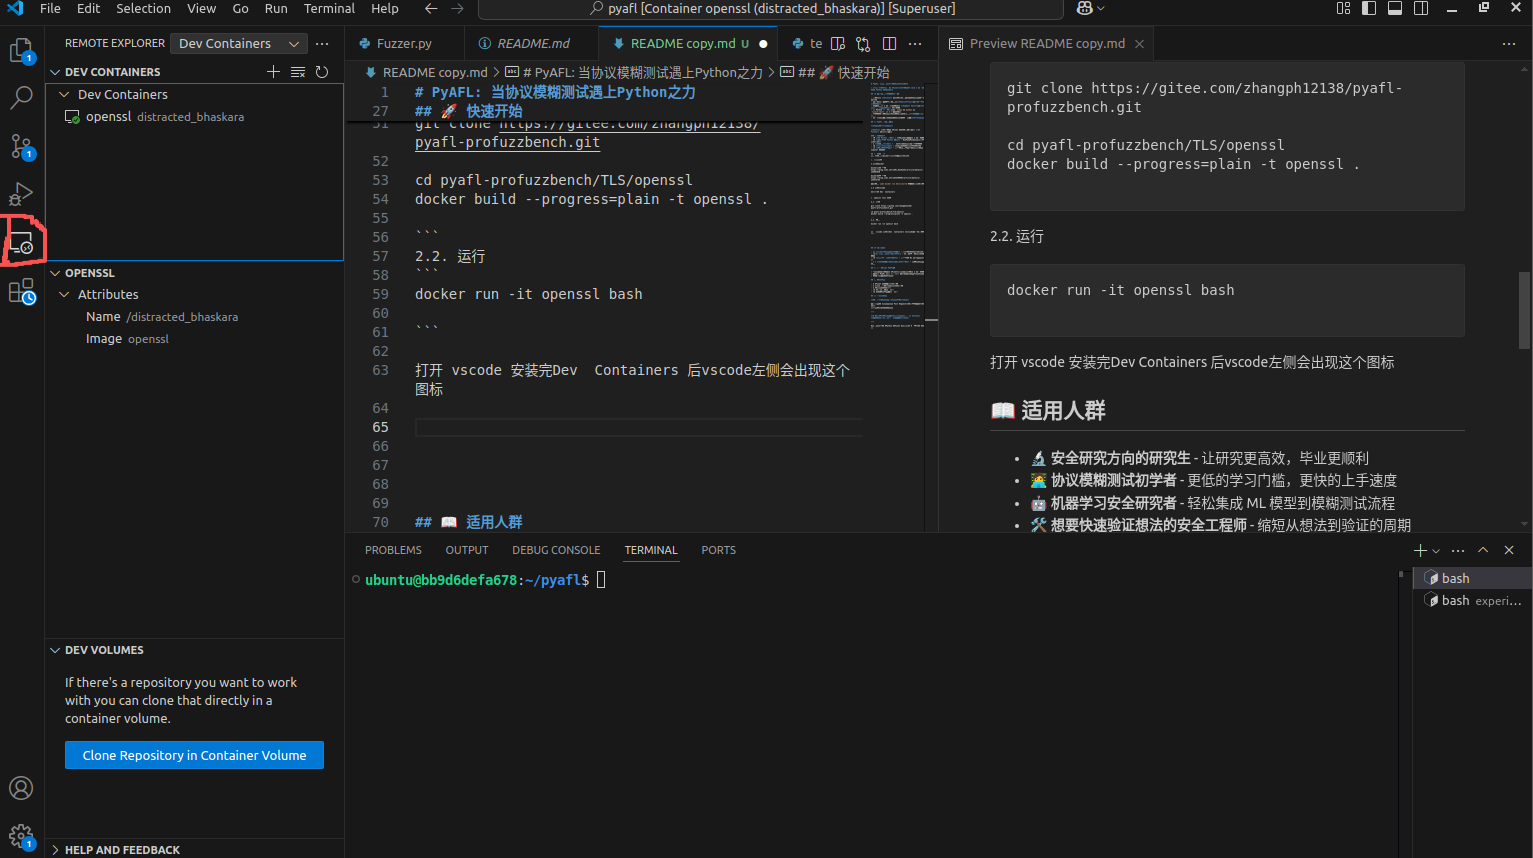 File Edit Selection View Go Run Terminal Help
pyafl [Container openssl (distracted_bhaskara)] [Superuser]
REMOTE EXPLORER Dev Containers
DEV CONTAINERS
Dev Containers
openssl distracted_bhaskara
OPENSSL
Attributes
Name /distracted_bhaskara
Image openssl
DEV VOLUMES
If there's a repository you want to work
with you can clone that directly in a
container volume.
Clone Repository in Container Volume
HELP AND FEEDBACK
1
1
1
Fuzzer.py README.md README copy.md U te
README copy.md > # PyAFL: 当协议模糊测试遇上Python之力 > ## 🚀 快速开始
1 # PyAFL: 当协议模糊测试遇上Python之力
27 ## 🚀 快速开始
51 git clone https://gitee.com/zhangph12138/
pyafl-profuzzbench.git
52
53 cd pyafl-profuzzbench/TLS/openssl
54 docker build --progress=plain -t openssl .
55
56 ```
57 2.2. 运行
58 ```
59 docker run -it openssl bash
60
61 ```
62
63 打开 vscode 安装完Dev  Containers 后vscode左侧会出现这个
图标
64
65
66
67
68
69
70 ## 📖 适用人群
Preview README copy.md
git clone https://gitee.com/zhangph12138/pyafl-
profuzzbench.git
cd pyafl-profuzzbench/TLS/openssl
docker build --progress=plain -t openssl .
2.2. 运行
docker run -it openssl bash
打开 vscode 安装完Dev Containers 后vscode左侧会出现这个图标
📖 适用人群
• 🔬 安全研究方向的研究生 - 让研究更高效，毕业更顺利
• 🧑‍💻 协议模糊测试初学者 - 更低的学习门槛，更快的上手速度
• 🤖 机器学习安全研究者 - 轻松集成 ML 模型到模糊测试流程
• 🛠️ 想要快速验证想法的安全工程师 - 缩短从想法到验证的周期
PROBLEMS OUTPUT DEBUG CONSOLE TERMINAL PORTS
ubuntu@bb9d6defa678:~/pyafl$
bash
bash experi...